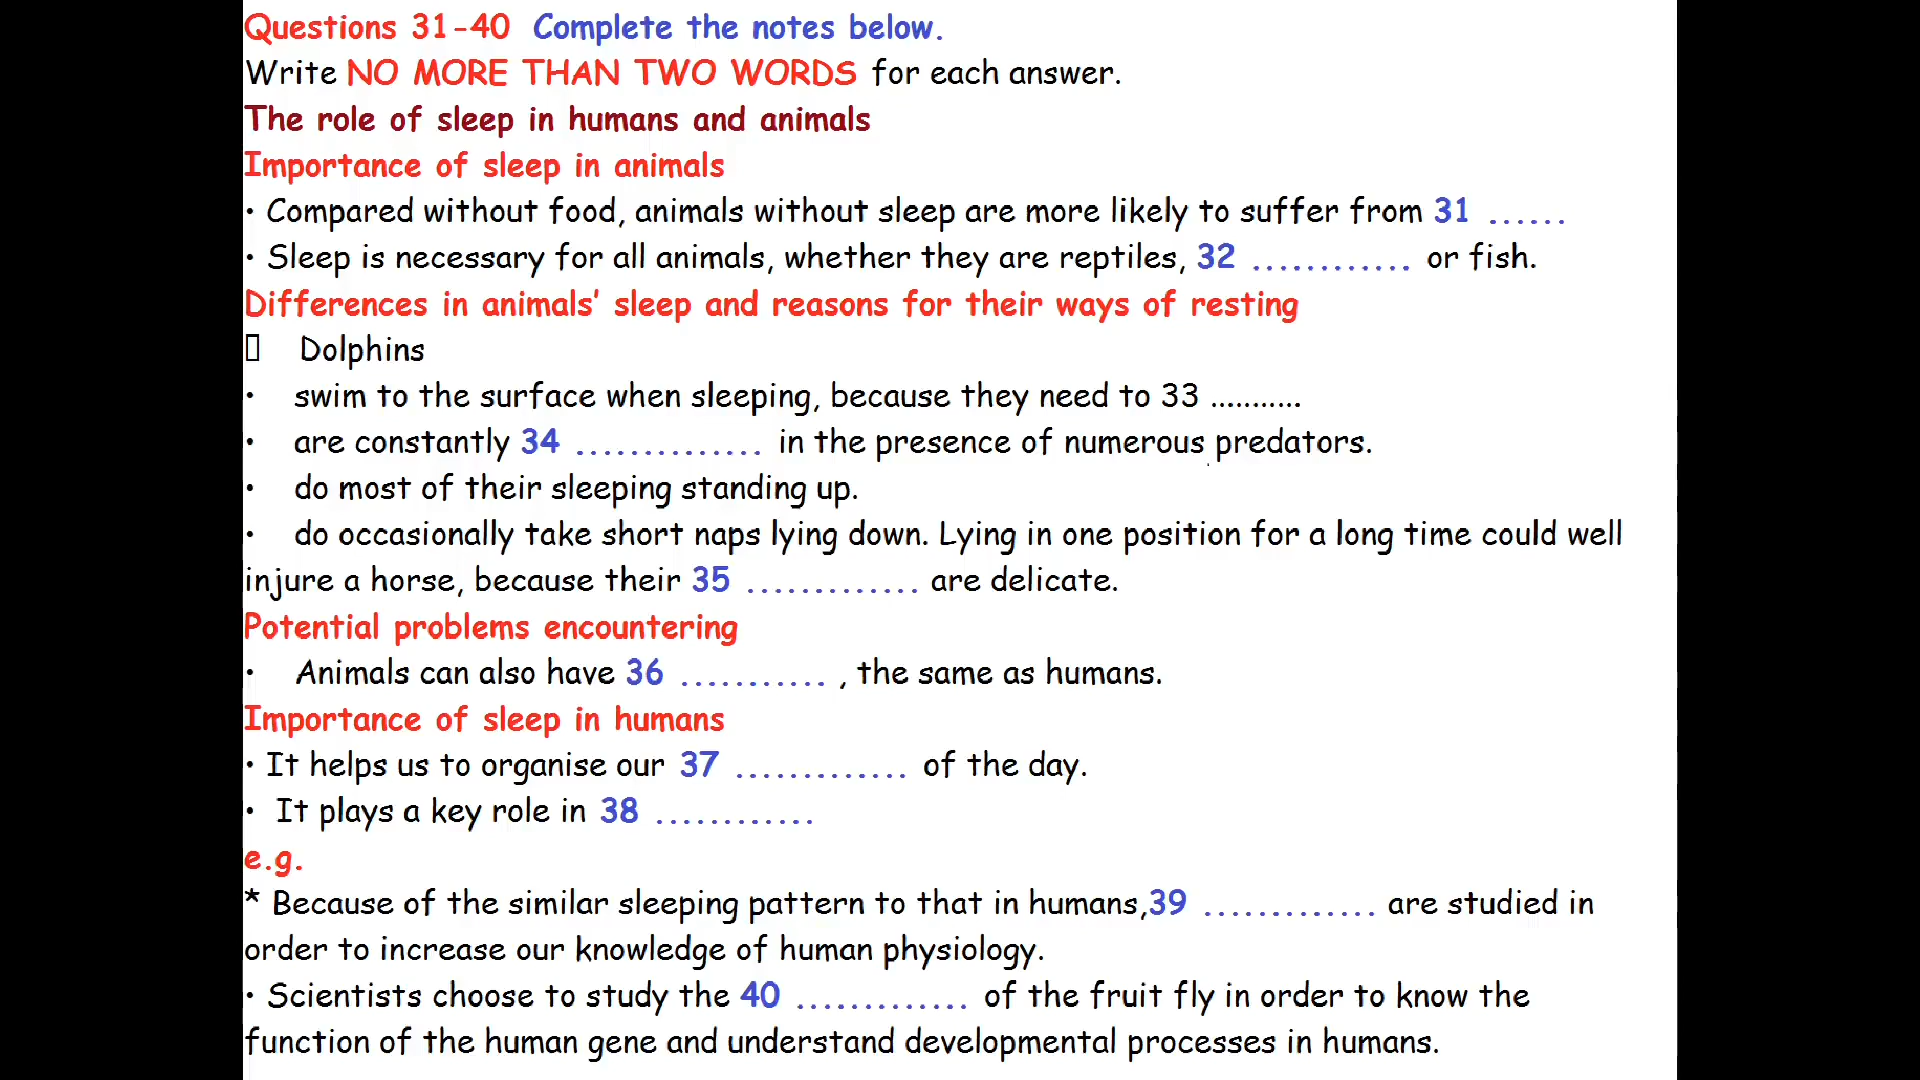 Questions 31-40 Complete the notes below.
Write NO MORE THAN TWO WORDS for each answer.
The role of sleep in humans and animals
Importance of sleep in animals
• Compared without food, animals without sleep are more likely to suffer from 31 ......
• Sleep is necessary for all animals, whether they are reptiles, 32 ............ or fish.
Differences in animals’ sleep and reasons for their ways of resting
Dolphins
• swim to the surface when sleeping, because they need to 33 ...........
• are constantly 34 .............. in the presence of numerous predators.
• do most of their sleeping standing up.
• do occasionally take short naps lying down. Lying in one position for a long time could well
injure a horse, because their 35 ............. are delicate.
Potential problems encountering
• Animals can also have 36 ........... , the same as humans.
Importance of sleep in humans
• It helps us to organise our 37 ............. of the day.
• It plays a key role in 38 ............
e.g.
* Because of the similar sleeping pattern to that in humans,39 ............. are studied in
order to increase our knowledge of human physiology.
• Scientists choose to study the 40 ............. of the fruit fly in order to know the
function of the human gene and understand developmental processes in humans.